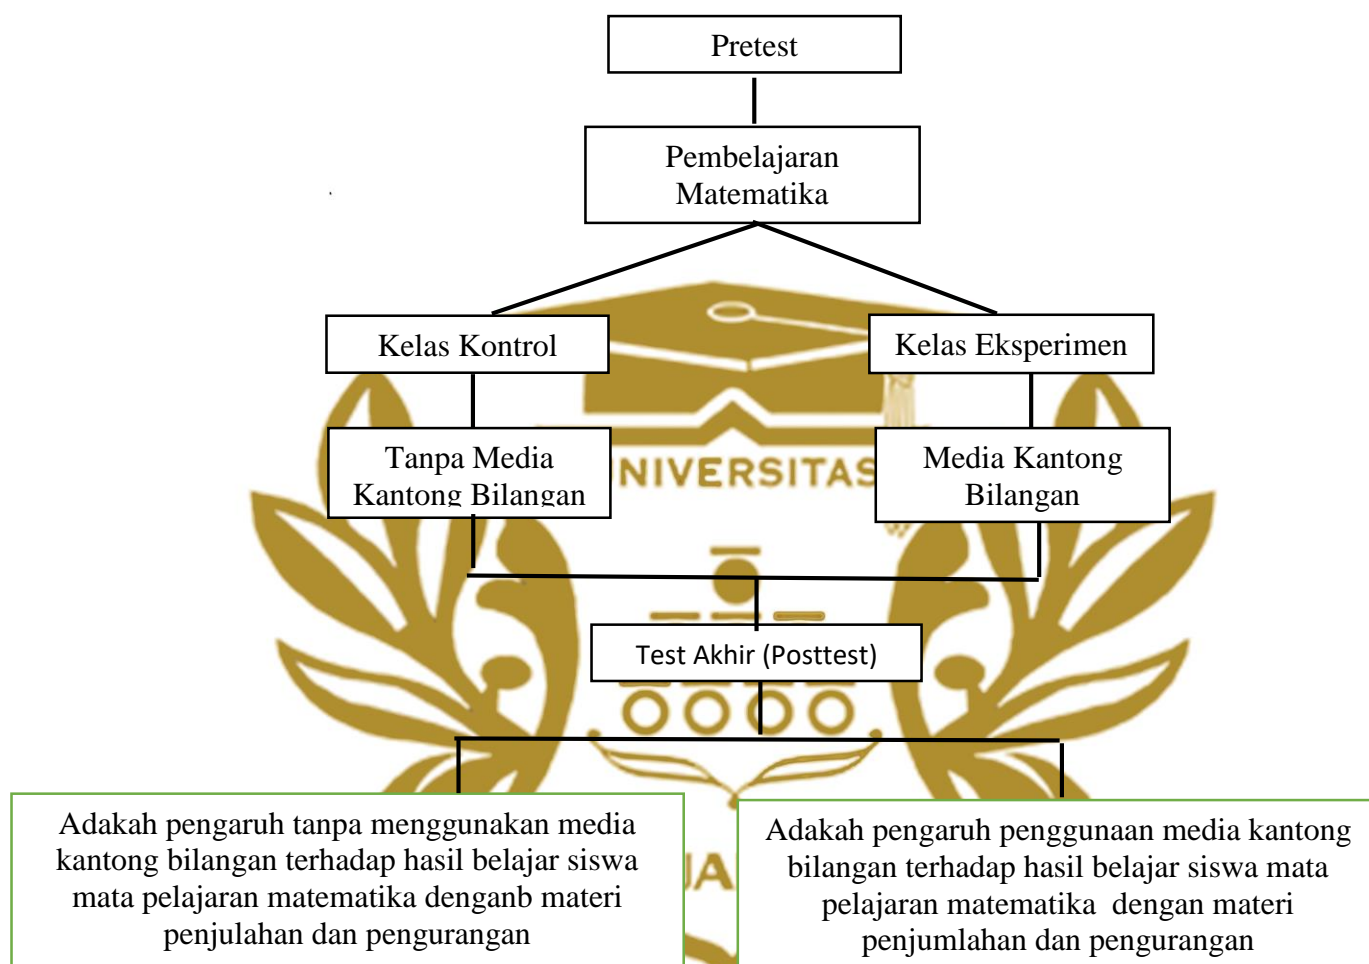 Pretest
Pembelajaran
Matematika
Kelas Kontrol
Kelas Eksperimen
Tanpa Media
Kantong Bilangan
Media Kantong
Bilangan
UNIVERSITAS
Test Akhir (Posttest)
Adakah pengaruh tanpa menggunakan media
kantong bilangan terhadap hasil belajar siswa
mata pelajaran matematika denganb materi
penjulahan dan pengurangan
Adakah pengaruh penggunaan media kantong
bilangan terhadap hasil belajar siswa mata
pelajaran matematika dengan materi
penjumlahan dan pengurangan